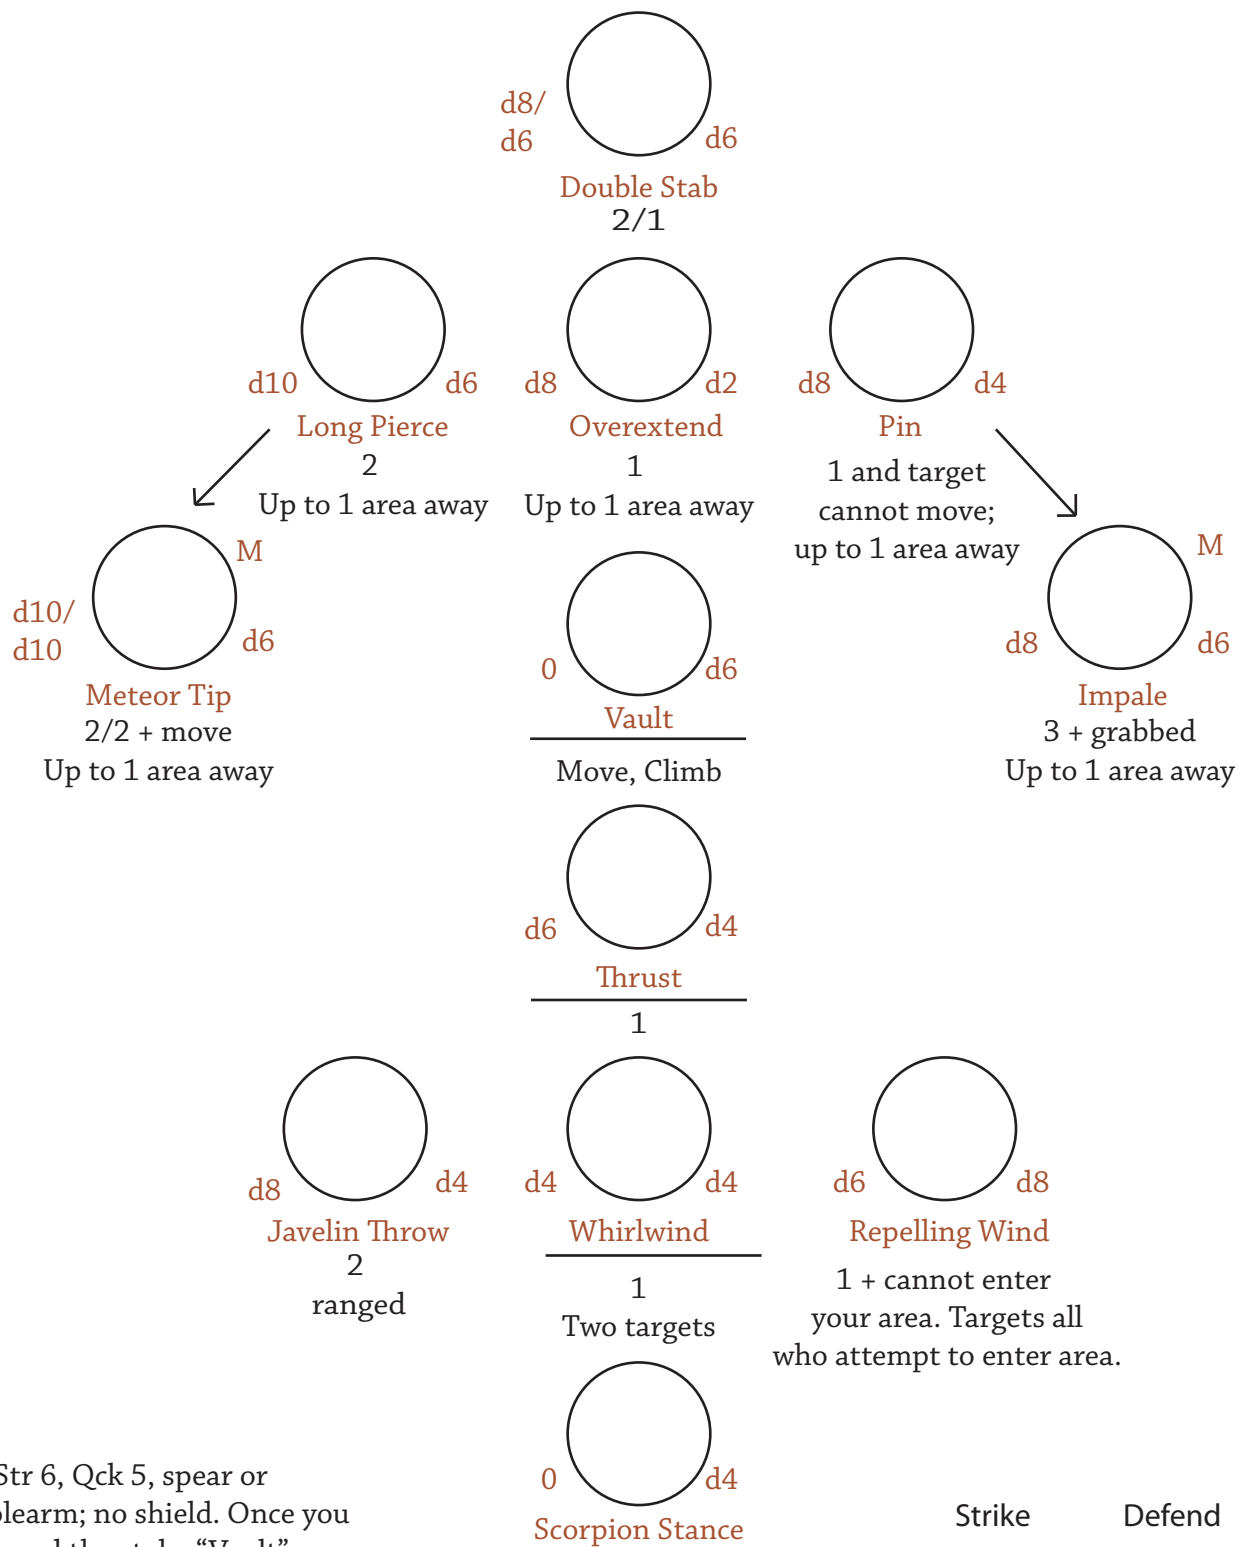 d8/
d6
d6
Double Stab
2/1
d10
d6
Long Pierce
2
Up to 1 area away
d8
d2
Overextend
1
Up to 1 area away
d8
d4
Pin
1 and target
cannot move;
up to 1 area away
M
d10/
d10
d6
Meteor Tip
2/2 + move
Up to 1 area away
0
d6
Vault
Move, Climb
M
d8
d6
Impale
3 + grabbed
Up to 1 area away
d6
d4
Thrust
1
d8
d4
Javelin Throw
2
ranged
d4
d4
Whirlwind
1
Two targets
d6
d8
Repelling Wind
1 + cannot enter
your area. Targets all
who attempt to enter area.
0
d4
Scorpion Stance
Str 6, Qck 5, spear or
learm; no shield. Once you
"Vault"
Strike
Defend